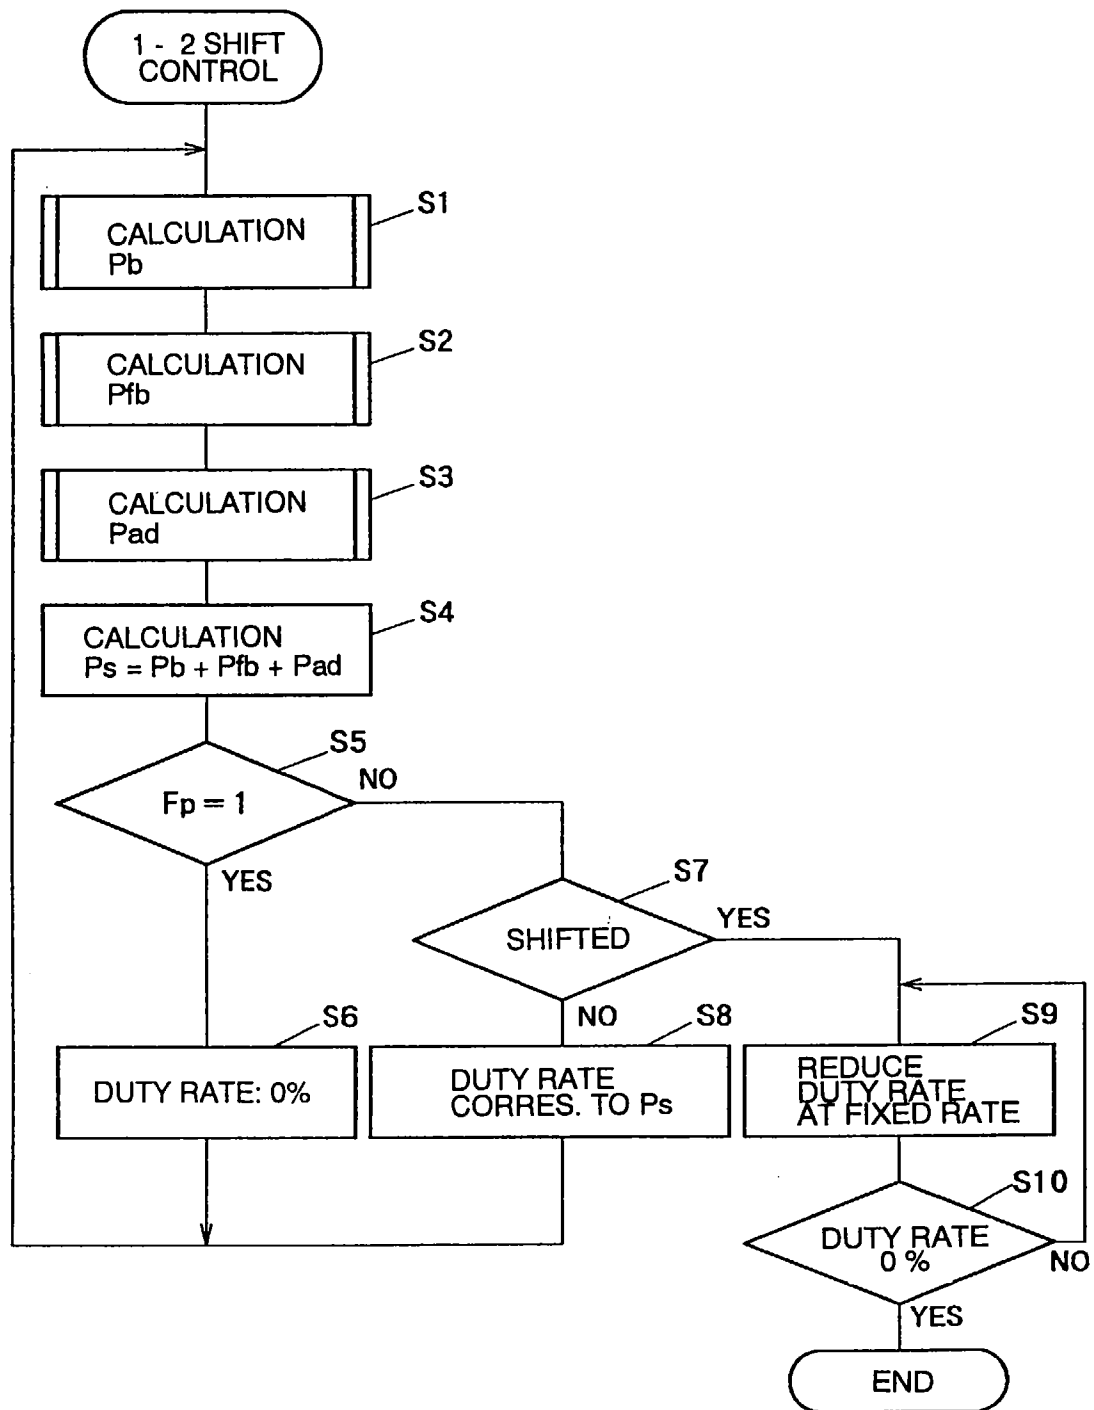 1 - 2 SHIFT
CONTROL
S1
CALCULATION
Pb
S2
CALCULATION
Pfb
S3
CALCULATION
Pad
S4
CALCULATION
Ps = Pb + Pfb + Pad
S5
Fp = 1
NO
YES
S7
SHIFTED
YES
NO
S6
DUTY RATE: 0%
S8
DUTY RATE
CORRES. TO Ps
S9
REDUCE
DUTY RATE
AT FIXED RATE
S10
DUTY RATE
0 %
NO
YES
END